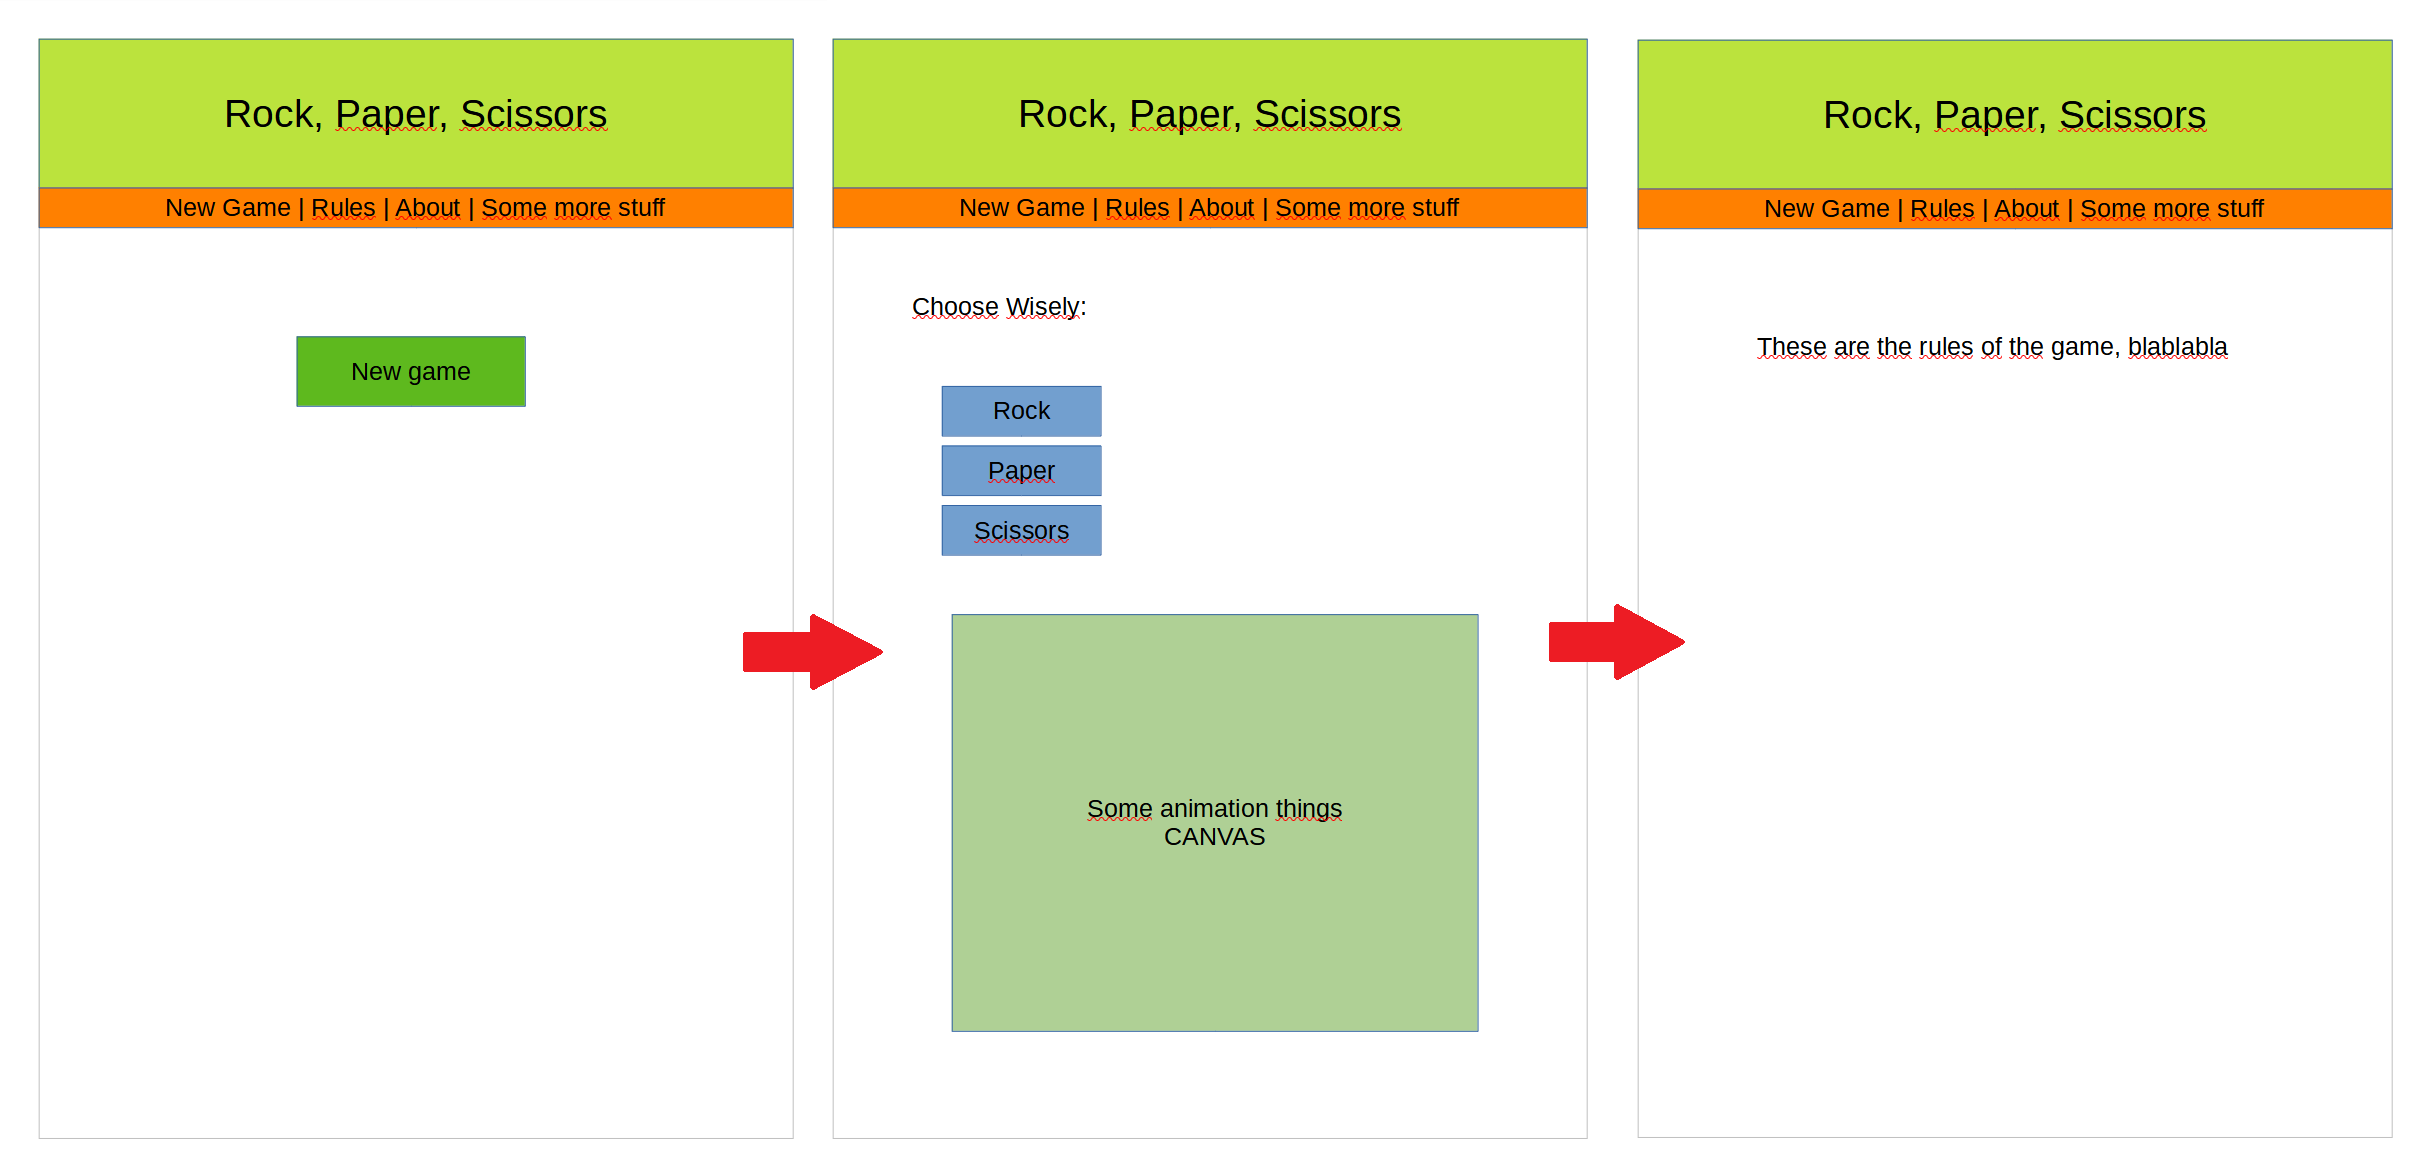 Rock, Paper, Scissors
New Game | Rules | About | Some more stuff
New game
Rock, Paper, Scissors
New Game | Rules | About | Some more stuff
Choose Wisely:
Rock
Paper
Scissors
Some animation things
CANVAS
Rock, Paper, Scissors
New Game | Rules | About | Some more stuff
These are the rules of the game, blablabla